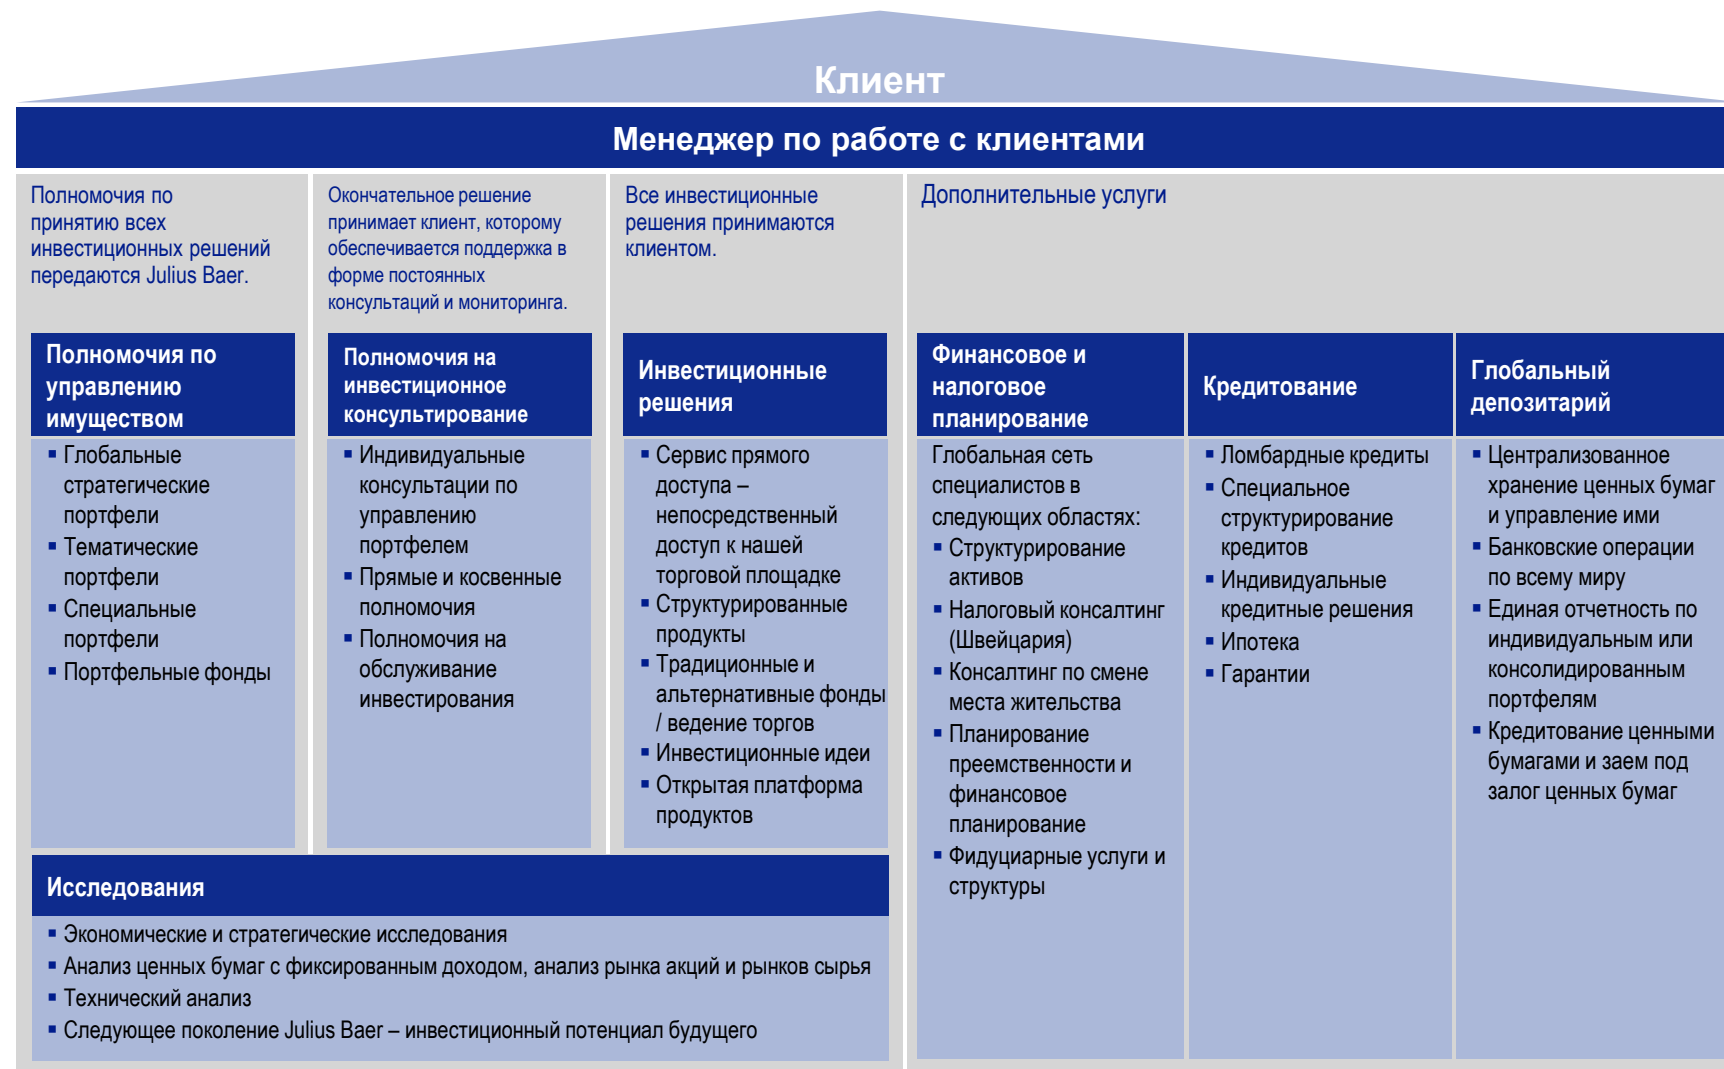 Клиент
Менеджер по работе с клиентами
Полномочия по
принятию всех
инвестиционных решений
передаются Julius Baer.
Окончательное решение
принимает клиент, которому
обеспечивается поддержка в
форме постоянных
консультаций и мониторинга.
Все инвестиционные
решения принимаются
клиентом.
Дополнительные услуги
Полномочия по
управлению
имуществом
▪ Глобальные
стратегические
портфели
▪ Тематические
портфели
▪ Специальные
портфели
▪ Портфельные фонды
Полномочия на
инвестиционное
консультирование
▪ Индивидуальные
консультации по
управлению
портфелем
▪ Прямые и косвенные
полномочия
▪ Полномочия на
обслуживание
инвестирования
Инвестиционные
решения
▪ Сервис прямого
доступа –
непосредственный
доступ к нашей
торговой площадке
▪ Структурированные
продукты
▪ Традиционные и
альтернативные фонды
/ ведение торгов
▪ Инвестиционные идеи
▪ Открытая платформа
продуктов
Исследования
▪ Экономические и стратегические исследования
▪ Анализ ценных бумаг с фиксированным доходом, анализ рынка акций и рынков сырья
▪ Технический анализ
▪ Следующее поколение Julius Baer – инвестиционный потенциал будущего
Финансовое и
налоговое
планирование
Глобальная сеть
специалистов в
следующих областях:
▪ Структурирование
активов
▪ Налоговый консалтинг
(Швейцария)
▪ Консалтинг по смене
места жительства
▪ Планирование
преемственности и
финансовое
планирование
▪ Фидуциарные услуги и
структуры
Кредитование
▪ Ломбардные кредиты
▪ Специальное
структурирование
кредитов
▪ Индивидуальные
кредитные решения
▪ Ипотека
▪ Гарантии
Глобальный
депозитарий
▪ Централизованное
хранение ценных бумаг
и управление ими
▪ Банковские операции
по всему миру
▪ Единая отчетность по
индивидуальным или
консолидированным
портфелям
▪ Кредитование ценными
бумагами и заем под
залог ценных бумаг